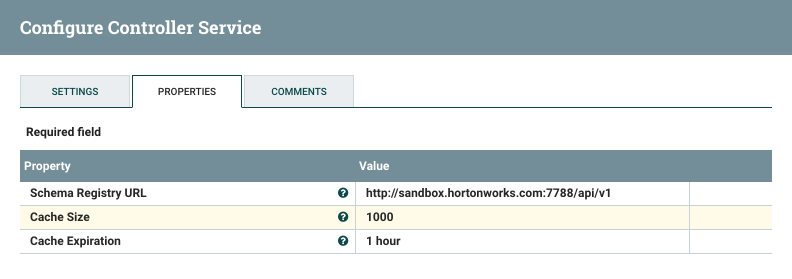 Configure Controller Service
SETTINGS PROPERTIES COMMENTS
Required field
Property Value
Schema Registry URL ? http://sandbox.hortonworks.com:7788/api/v1
Cache Size ? 1000
Cache Expiration ? 1 hour